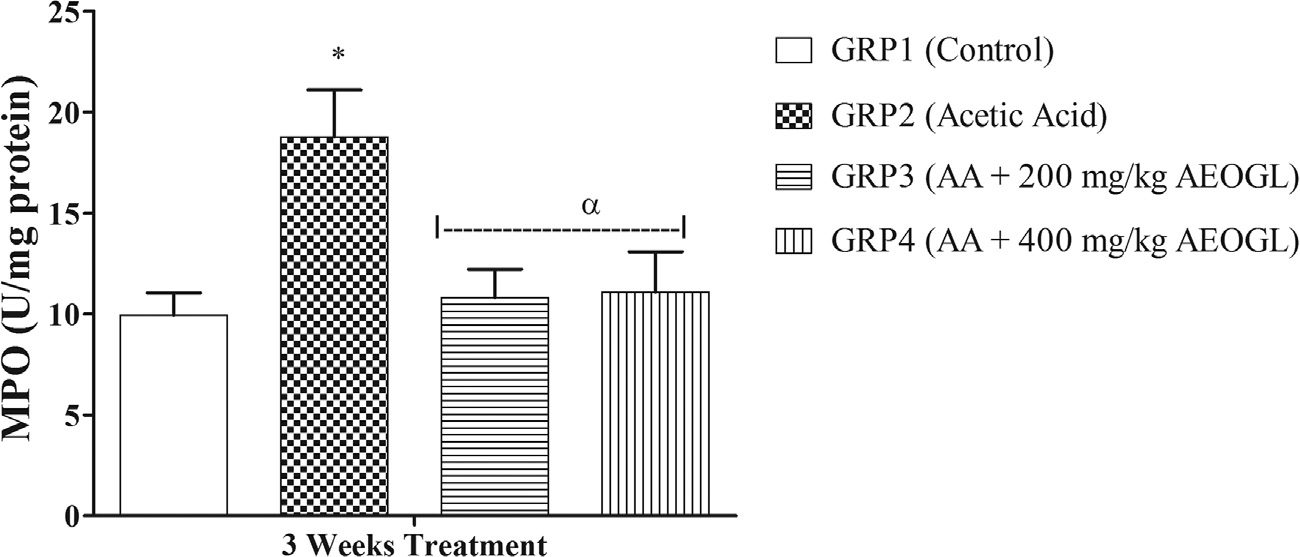 MPO (U/mg protein)
25
20
15
10
5
0
*
α
3 Weeks Treatment
GRP1 (Control)
GRP2 (Acetic Acid)
GRP3 (AA + 200 mg/kg AEOGL)
GRP4 (AA + 400 mg/kg AEOGL)